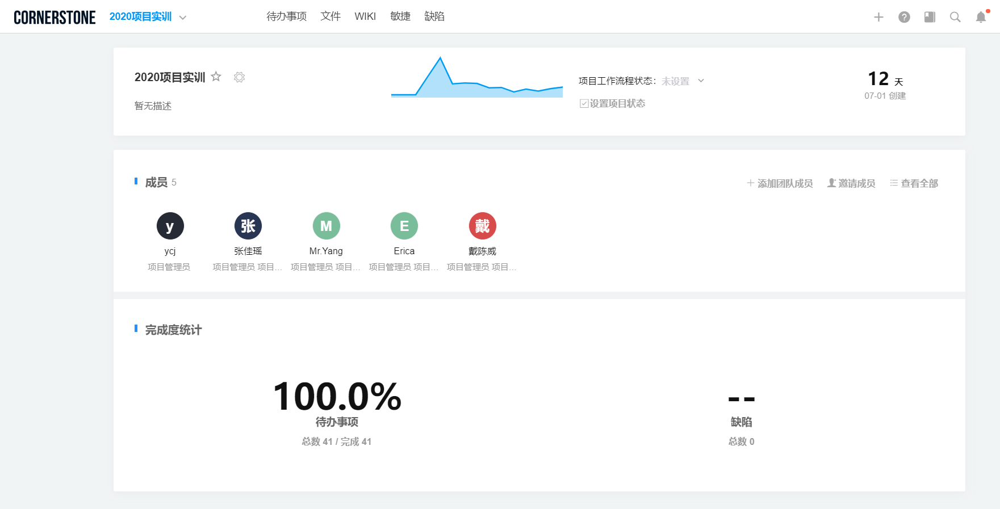 CORNERSTONE 2020项目实训 待办事项 文件 WIKI 敏捷 缺陷
2020项目实训
暂无描述
项目工作流程状态: 未设置
设置项目状态
12 天
07-01 创建
成员 5
添加团队成员 邀请成员 查看全部
y 张 M E 戴
ycj 张佳瑶 Mr.Yang Erica 戴陈威
项目管理员 项目管理员 项目... 项目管理员 项目... 项目管理员 项目... 项目管理员 项目...
完成度统计
100.0% --
待办事项 缺陷
总数 41 / 完成 41 总数 0